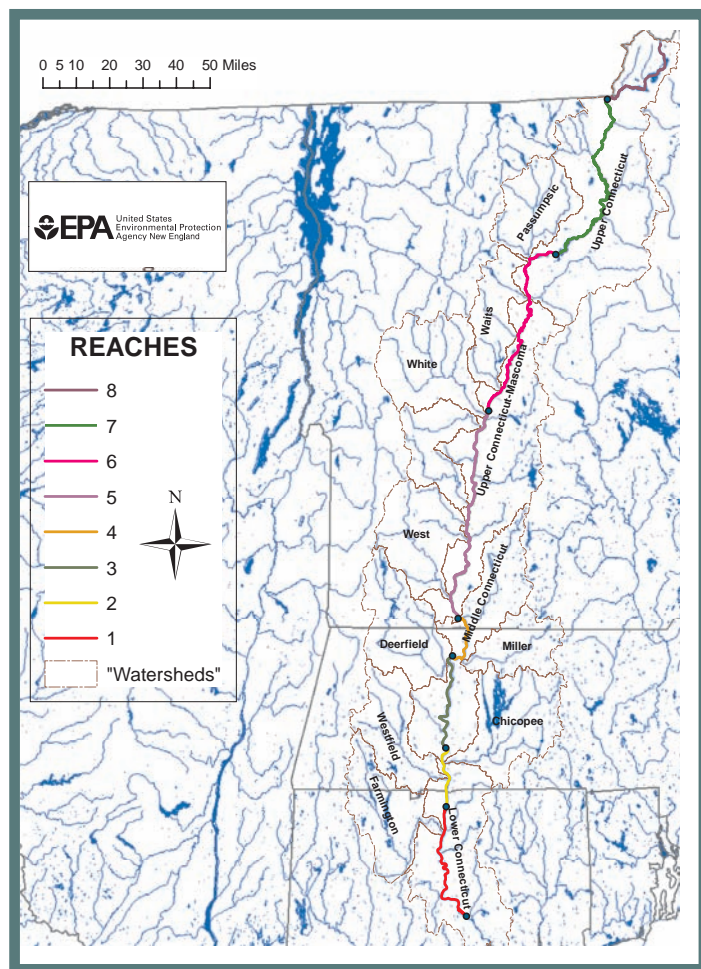 0 5 10 20 30 40 50 Miles
EPA
United States
Environmental Protection
Agency New England
REACHES
8
7
6
5
4
3
2
1
"Watersheds"
N
Passumpsic
Upper Connecticut
Waits
White
Upper Connecticut-Mascoma
West
Middle Connecticut
Deerfield
Miller
Chicopee
Westfield
Farmington
Lower Connecticut